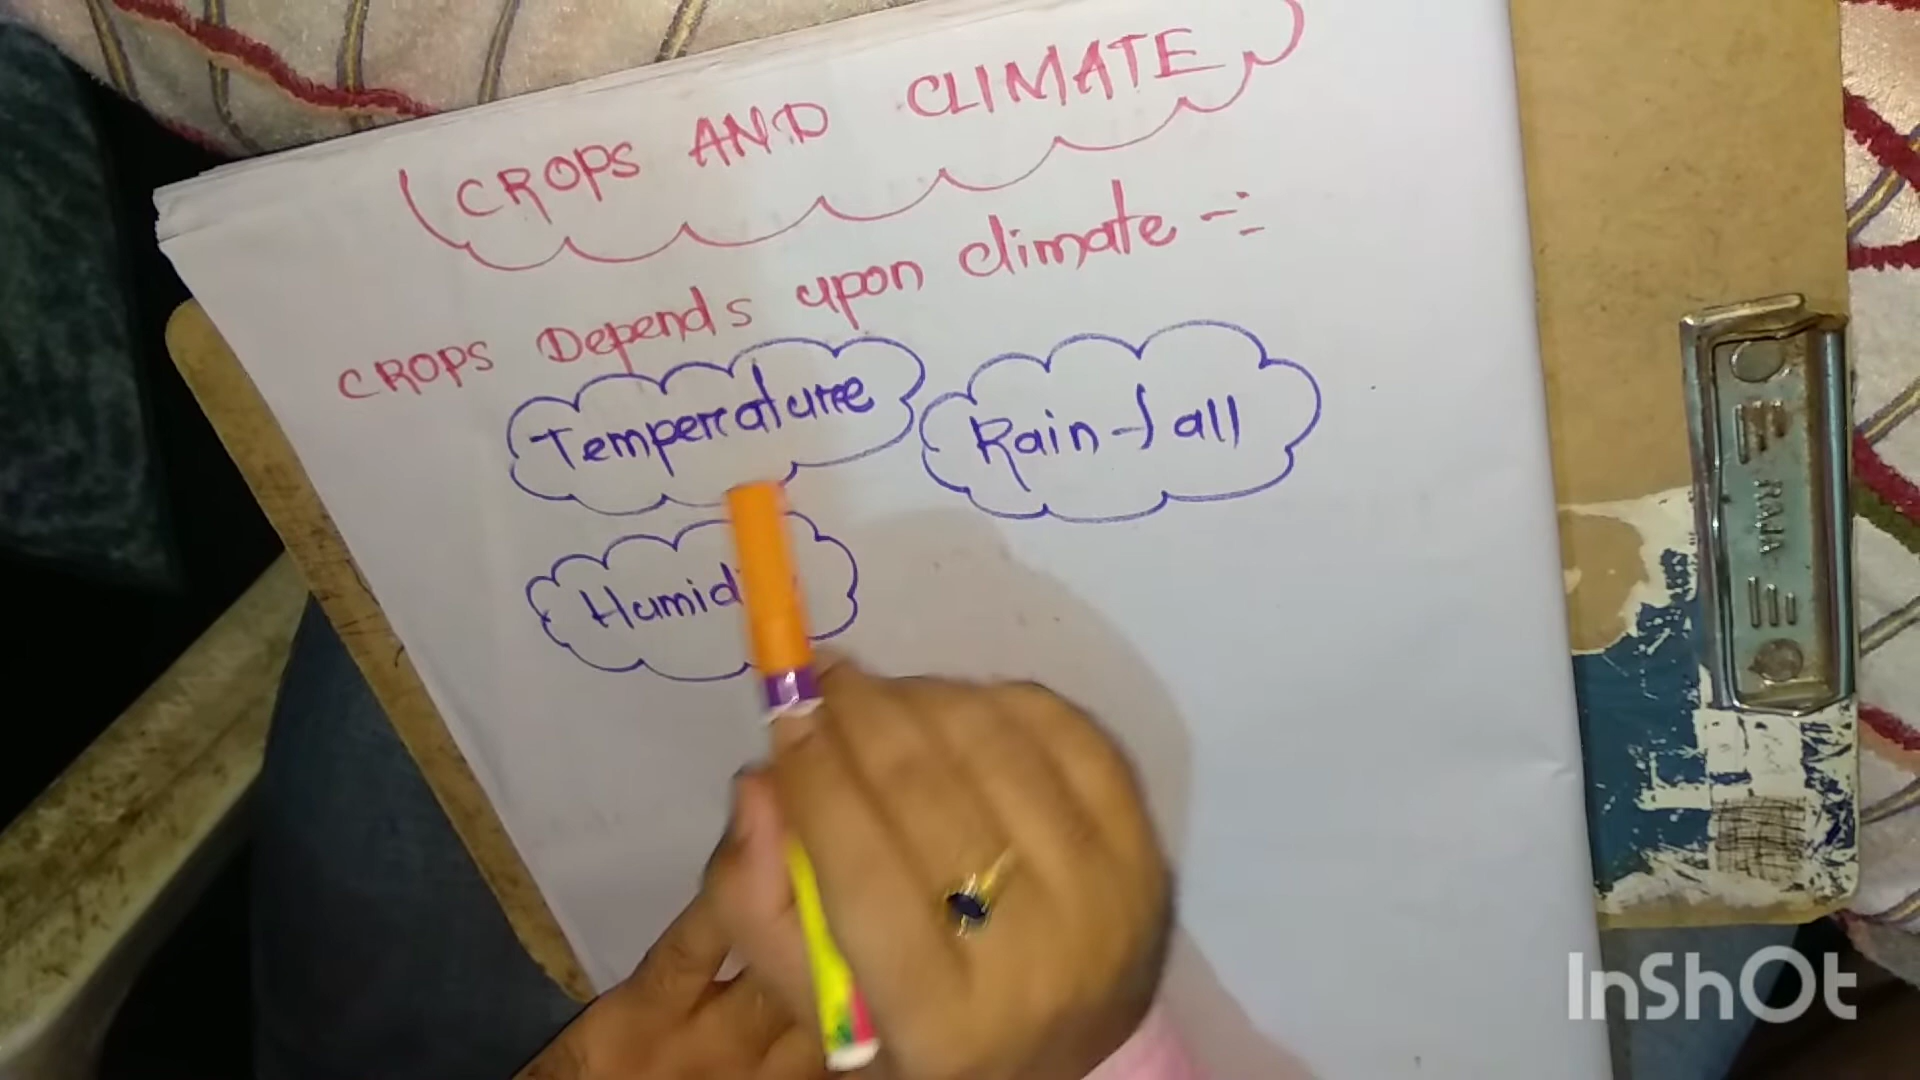 CROPS AND CLIMATE
CROPS Depends upon climate -:-
Temperature
Rain-fall
RAJA
InShOt